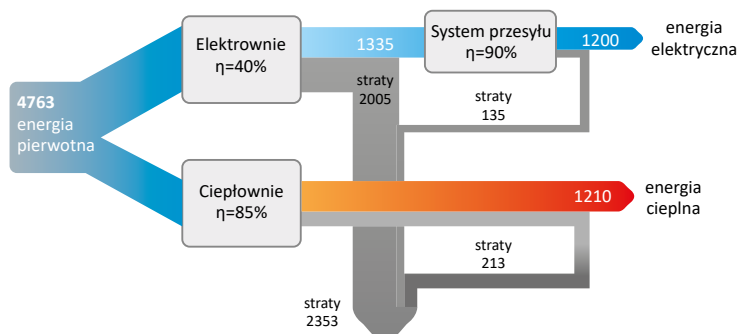 4763
energia
pierwotna
Elektrownie
η=40%
1335
System przesyłu
η=90%
1200
energia
elektryczna
straty
2005
straty
135
Ciepłownie
η=85%
1210
energia
cieplna
straty
213
straty
2353